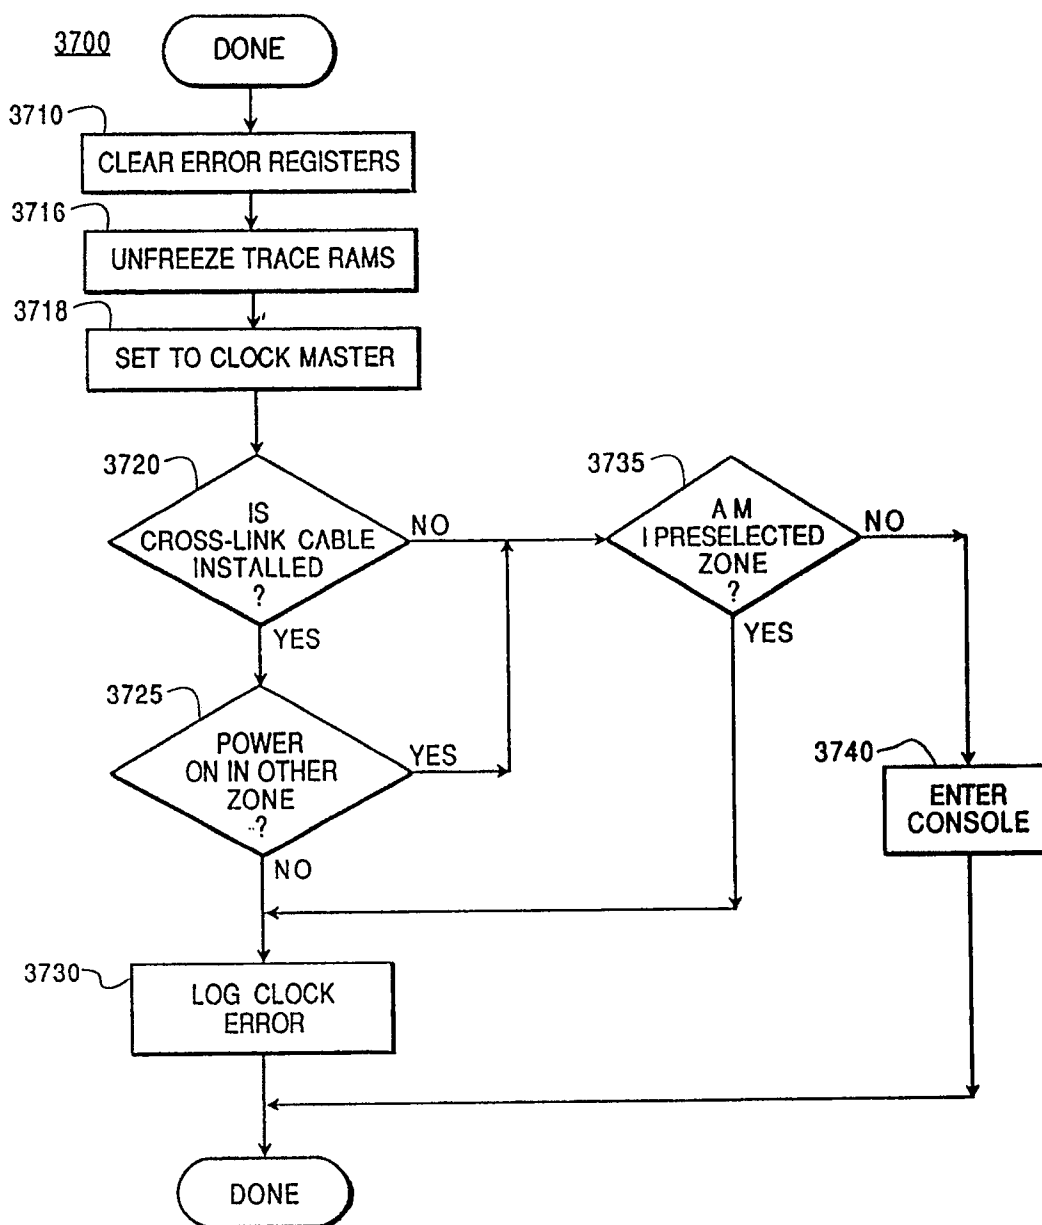 3700
DONE
3710
CLEAR ERROR REGISTERS
3716
UNFREEZE TRACE RAMS
3718
SET TO CLOCK MASTER
3720
IS
CROSS-LINK CABLE
INSTALLED
?
NO
YES
3735
AM
I PRESELECTED
ZONE
?
NO
YES
3725
POWER
ON IN OTHER
ZONE
?
YES
NO
3740
ENTER
CONSOLE
3730
LOG CLOCK
ERROR
DONE